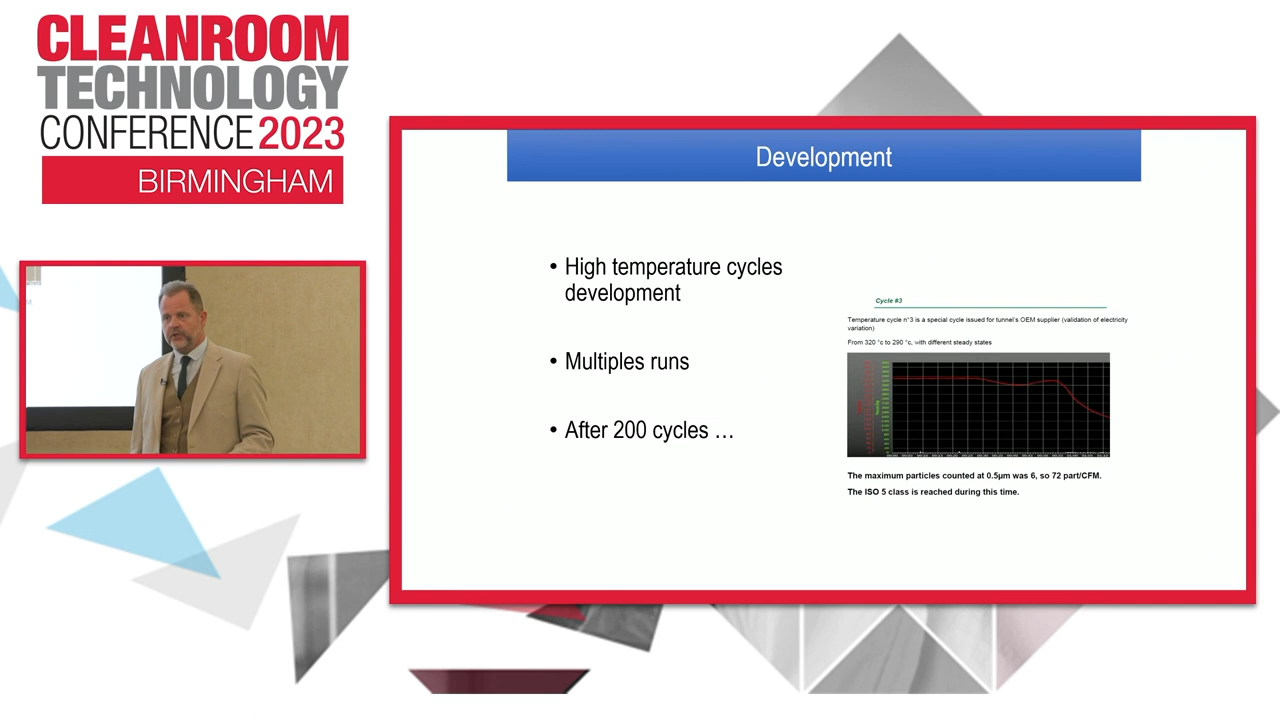 CLEANROOM
TECHNOLOGY
CONFERENCE 2023
BIRMINGHAM
Development
• High temperature cycles
development
• Multiples runs
• After 200 cycles …
Cycle #3
Temperature cycle n°3 is a special cycle issued for tunnel's OEM supplier (validation of electricity
variation)
From 320 °c to 290 °c, with different steady states
The maximum particles counted at 0.5µm was 6, so 72 part/CFM.
The ISO 5 class is reached during this time.